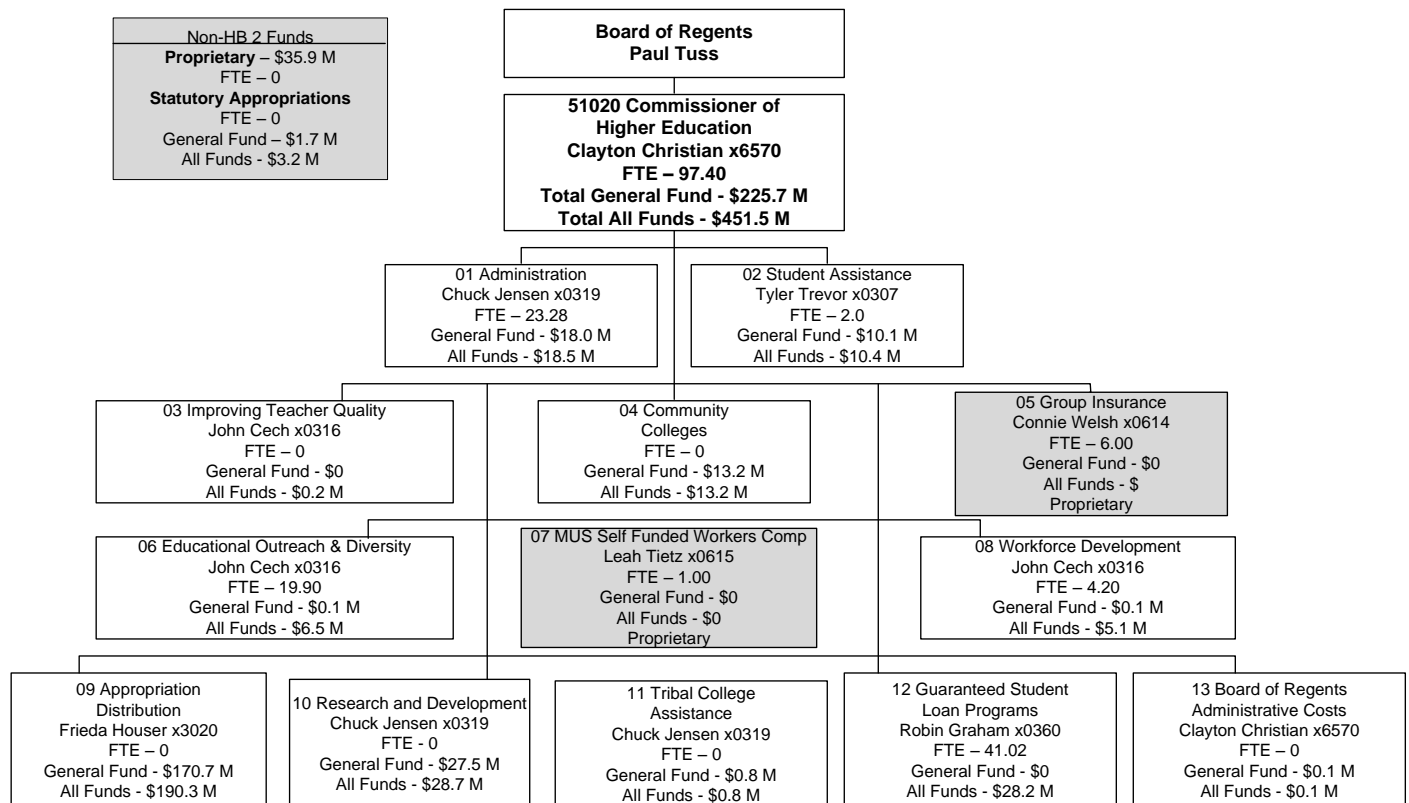 Non-HB 2 Funds
Proprietary – $35.9 M
FTE – 0
Statutory Appropriations
FTE – 0
General Fund – $1.7 M
All Funds - $3.2 M
Board of Regents
Paul Tuss
51020 Commissioner of
Higher Education
Clayton Christian x6570
FTE – 97.40
Total General Fund - $225.7 M
Total All Funds - $451.5 M
01 Administration
Chuck Jensen x0319
FTE – 23.28
General Fund - $18.0 M
All Funds - $18.5 M
02 Student Assistance
Tyler Trevor x0307
FTE – 2.0
General Fund - $10.1 M
All Funds - $10.4 M
03 Improving Teacher Quality
John Cech x0316
FTE – 0
General Fund - $0
All Funds - $0.2 M
04 Community
Colleges
FTE – 0
General Fund - $13.2 M
All Funds - $13.2 M
05 Group Insurance
Connie Welsh x0614
FTE – 6.00
General Fund - $0
All Funds - $
Proprietary
06 Educational Outreach & Diversity
John Cech x0316
FTE – 19.90
General Fund - $0.1 M
All Funds - $6.5 M
07 MUS Self Funded Workers Comp
Leah Tietz x0615
FTE – 1.00
General Fund - $0
All Funds - $0
Proprietary
08 Workforce Development
John Cech x0316
FTE – 4.20
General Fund - $0.1 M
All Funds - $5.1 M
09 Appropriation
Distribution
Frieda Houser x3020
FTE – 0
General Fund - $170.7 M
All Funds - $190.3 M
10 Research and Development
Chuck Jensen x0319
FTE - 0
General Fund - $27.5 M
All Funds - $28.7 M
11 Tribal College
Assistance
Chuck Jensen x0319
FTE – 0
General Fund - $0.8 M
All Funds - $0.8 M
12 Guaranteed Student
Loan Programs
Robin Graham x0360
FTE – 41.02
General Fund - $0
All Funds - $28.2 M
13 Board of Regents
Administrative Costs
Clayton Christian x6570
FTE – 0
General Fund - $0.1 M
All Funds - $0.1 M